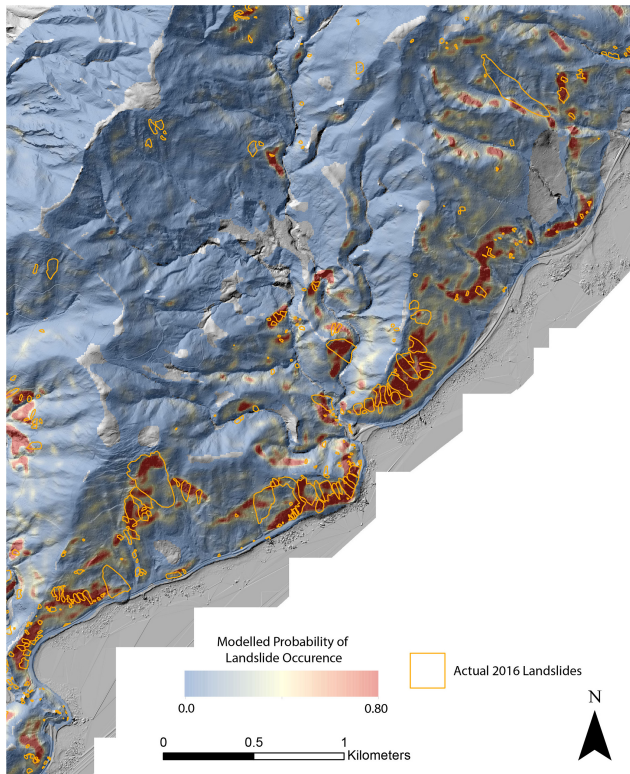 Modelled Probability of
Landslide Occurence
0.0 0.80
Actual 2016 Landslides
N
0 0.5 1
Kilometers